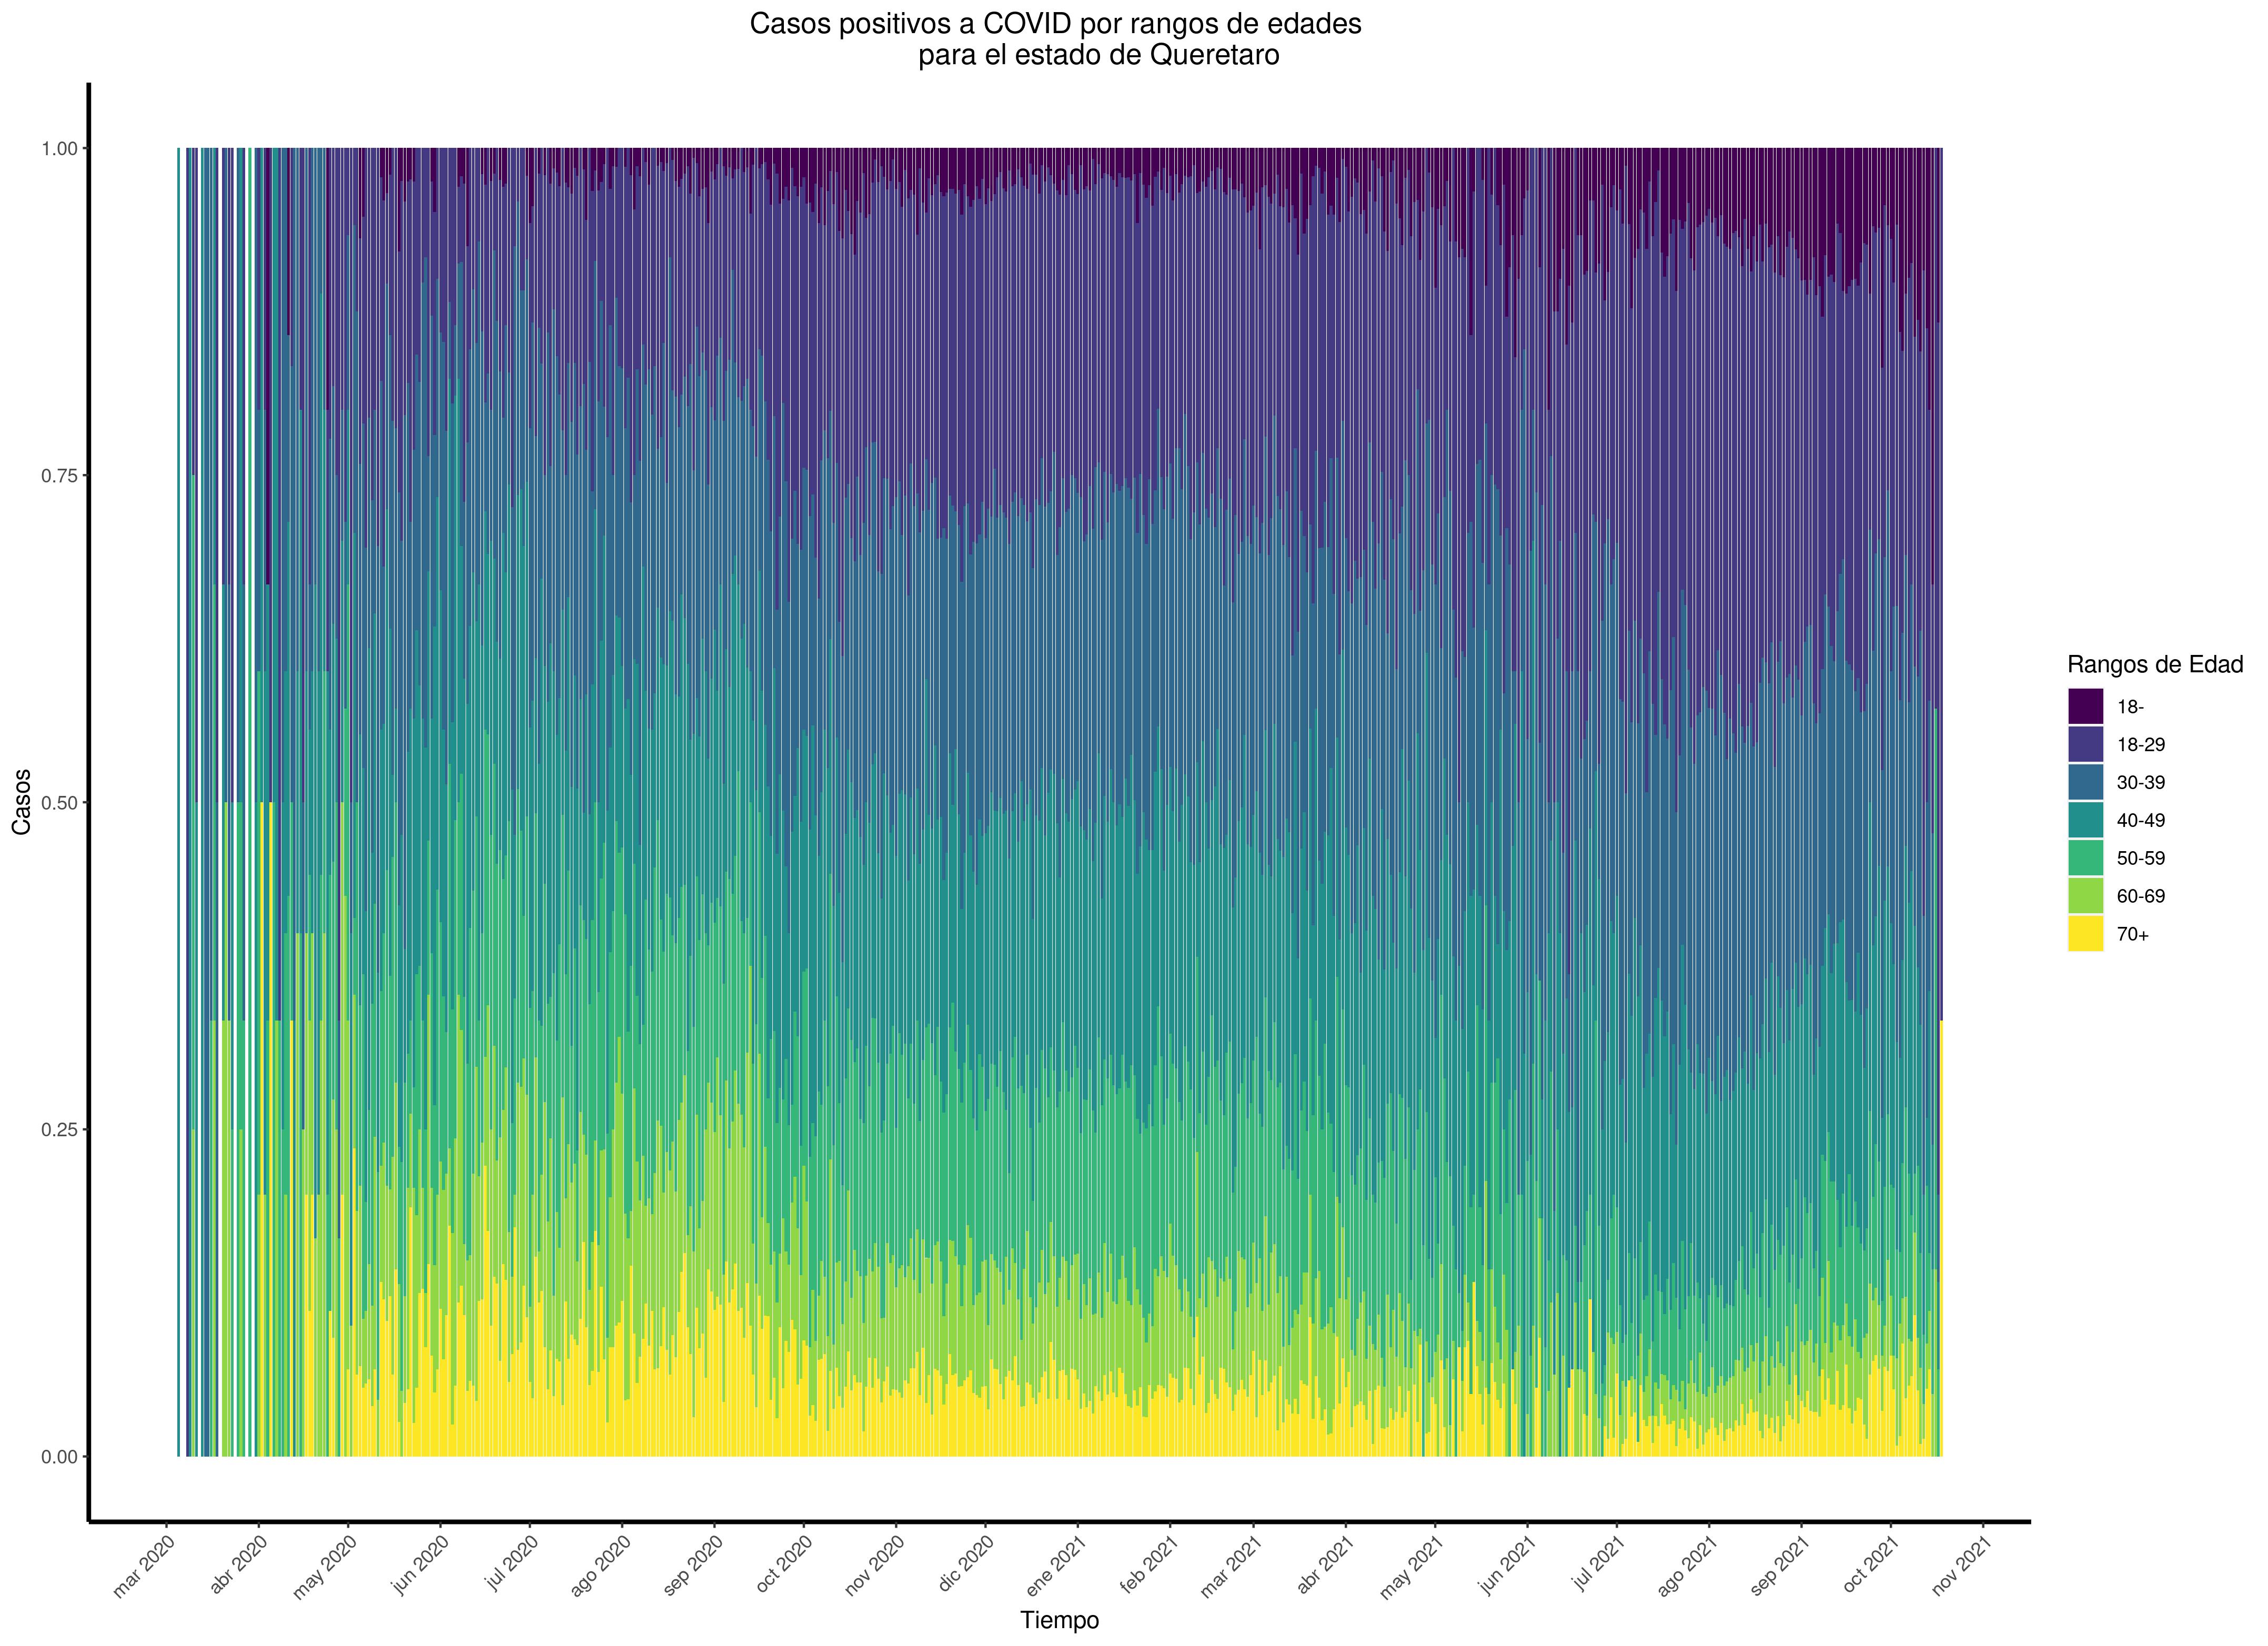 Casos positivos a COVID por rangos de edades
para el estado de Queretaro
Casos
1.00
0.75
0.50
0.25
0.00
mar 2020
abr 2020
may 2020
jun 2020
jul 2020
ago 2020
sep 2020
oct 2020
nov 2020
dic 2020
ene 2021
feb 2021
mar 2021
abr 2021
may 2021
jun 2021
jul 2021
ago 2021
sep 2021
oct 2021
nov 2021
Tiempo
Rangos de Edad
18-
18-29
30-39
40-49
50-59
60-69
70+